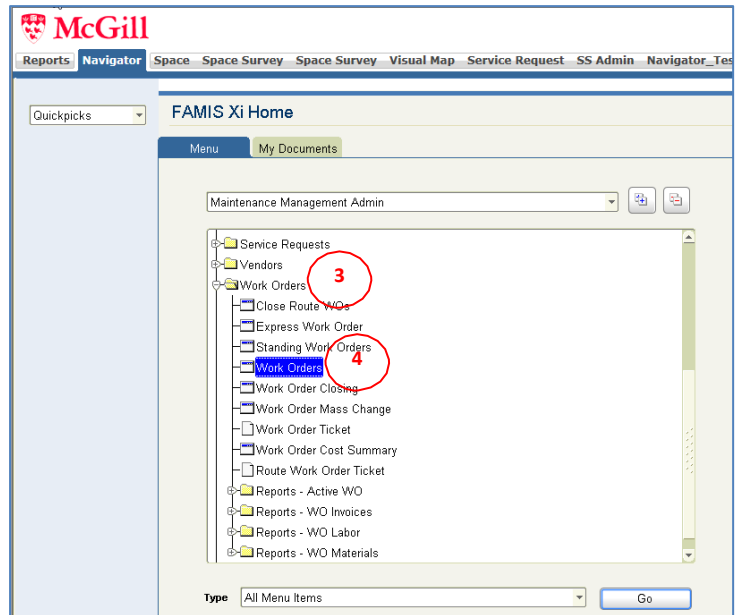 McGill
Reports Navigator Space Space Survey Space Survey Visual Map Service Request SS Admin Navigator_Tes
Quickpicks
FAMIS Xi Home
Menu My Documents
Maintenance Management Admin
Service Requests
Vendors
Work Orders 3
Close Route WOs
Express Work Order
Standing Work Orders
Work Orders 4
Work Order Closing
Work Order Mass Change
Work Order Ticket
Work Order Cost Summary
Route Work Order Ticket
Reports - Active WO
Reports - WO Invoices
Reports - WO Labor
Reports - WO Materials
Type All Menu Items Go